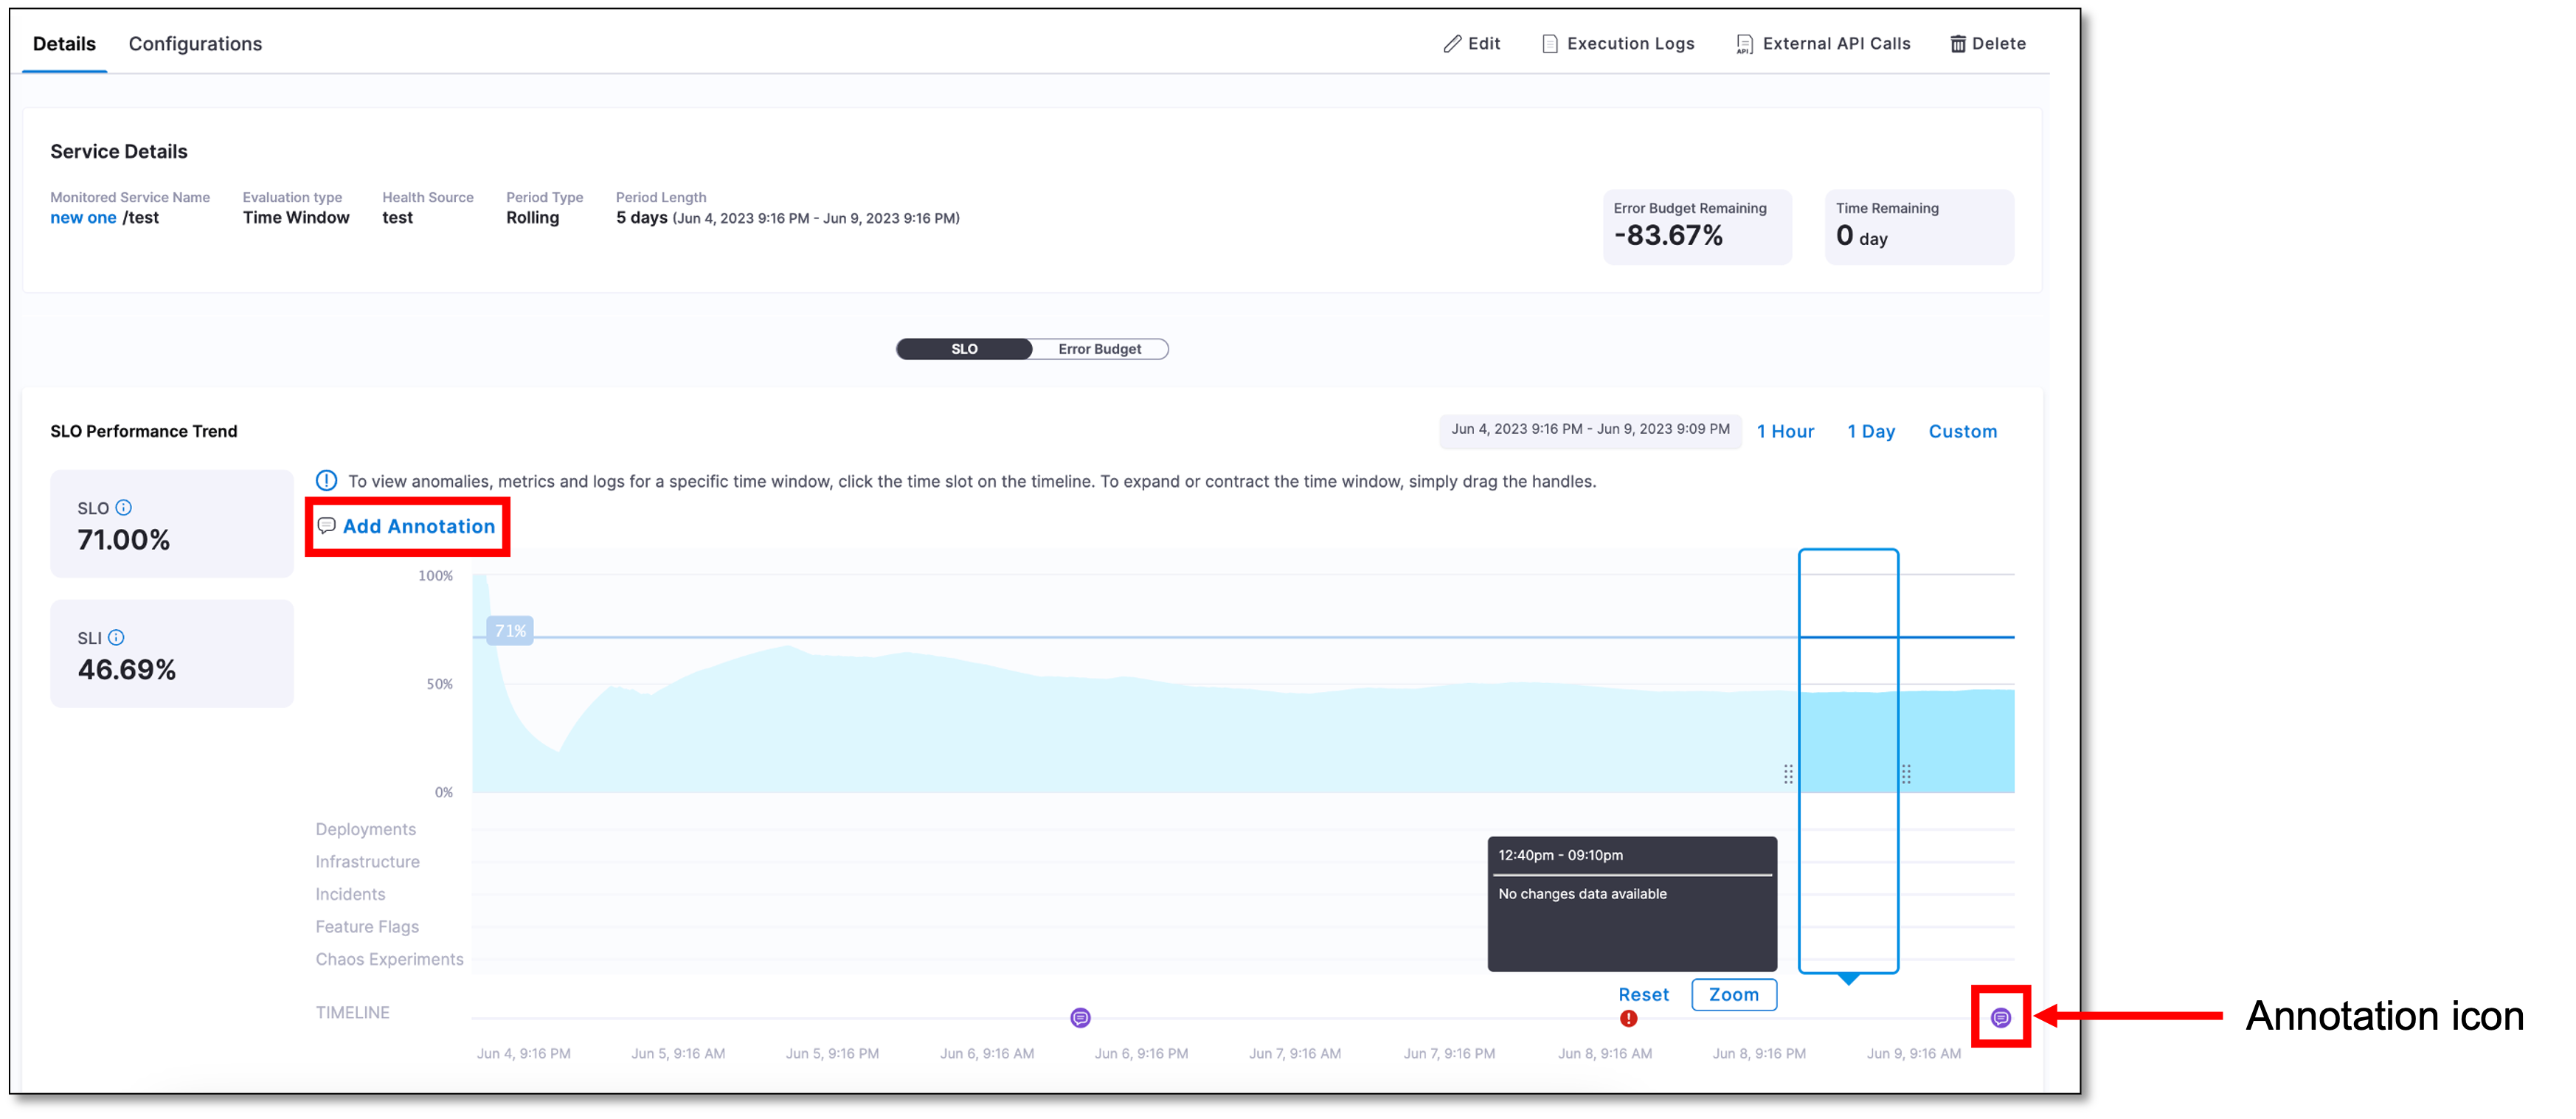 Details Configurations Edit Execution Logs External API Calls Delete
Service Details
Monitored Service Name Evaluation type Health Source Period Type Period Length
new one /test Time Window test Rolling 5 days (Jun 4, 2023 9:16 PM - Jun 9, 2023 9:16 PM)
Error Budget Remaining Time Remaining
-83.67% 0 day
SLO Error Budget
SLO Performance Trend Jun 4, 2023 9:16 PM - Jun 9, 2023 9:09 PM 1 Hour 1 Day Custom
To view anomalies, metrics and logs for a specific time window, click the time slot on the timeline. To expand or contract the time window, simply drag the handles.
SLO
71.00%
Add Annotation
SLI
46.69%
100%
71%
50%
0%
Deployments
Infrastructure
Incidents
Feature Flags
Chaos Experiments
12:40pm - 09:10pm
No changes data available
Reset Zoom
TIMELINE
Annotation icon
Jun 4, 9:16 PM Jun 5, 9:16 AM Jun 5, 9:16 PM Jun 6, 9:16 AM Jun 6, 9:16 PM Jun 7, 9:16 AM Jun 7, 9:16 PM Jun 8, 9:16 AM Jun 8, 9:16 PM Jun 9, 9:16 AM